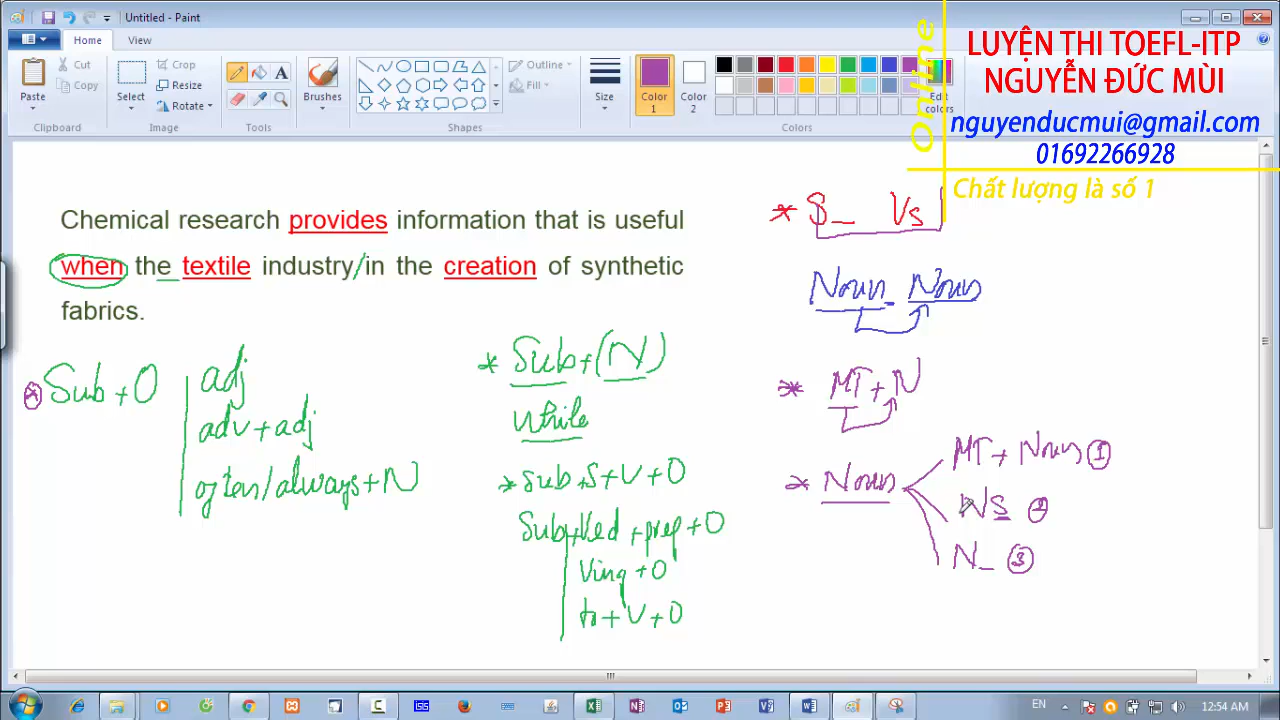 Untitled - Paint
Home
View
Paste
Cut
Copy
Clipboard
Select
Crop
Resize
Rotate
Image
Tools
Brushes
Shapes
Outline
Fill
Size
Color
1
Color
2
Edit
colors
Colors
Online
LUYỆN THI TOEFL-ITP
NGUYỄN ĐỨC MÙI
nguyenducmui@gmail.com
01692266928
Chất lượng là số 1
Chemical research provides information that is useful
when the textile industry/in the creation of synthetic
fabrics.
* S_ Vs
Noun - Noun
* MT + N
* Noun
MT + Noun 1
Ns 2
N_ 3
* Sub + O
adj
adv + adj
often/always + N
* Sub + (N)
while
* Sub + S + V + O
Sub + Ved + prep + O
Ving + O
to + V + O
EN
12:54 AM